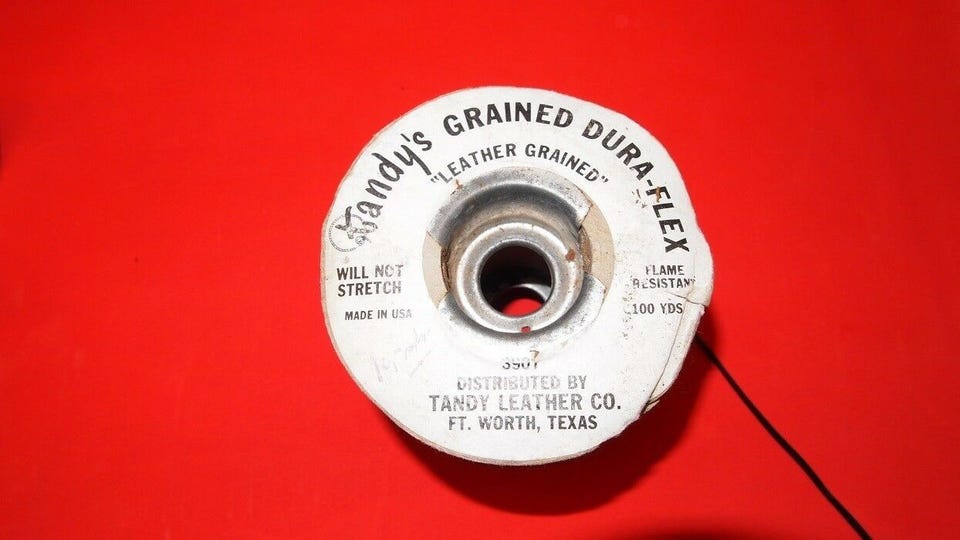 Tandy's GRAINED DURA-FLEX
"LEATHER GRAINED"
WILL NOT
STRETCH
MADE IN USA
FLAME
RESISTANT
100 YDS
3907
DISTRIBUTED BY
TANDY LEATHER CO.
FT. WORTH, TEXAS